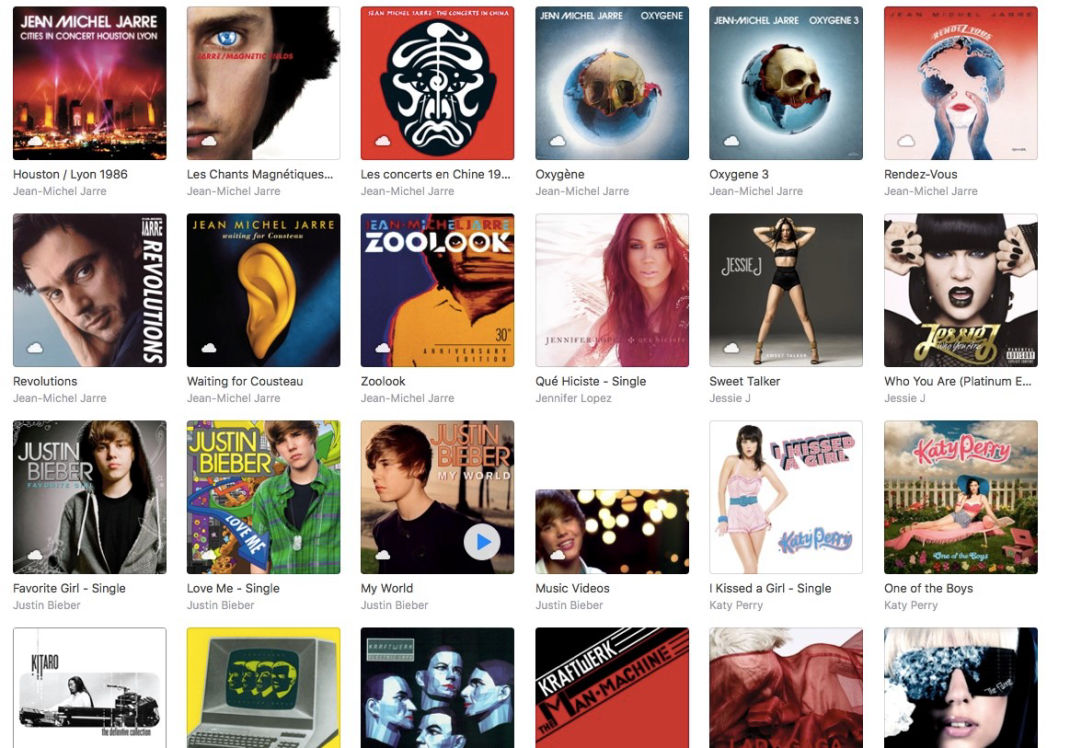 JEAN MICHEL JARRE
CITIES IN CONCERT HOUSTON LYON
JARRE/MAGNETIC FIELDS
JEAN MICHEL JARRE · THE CONCERTS IN CHINA
JEAN MICHEL JARRE OXYGENE
JEAN-MICHEL JARRE OXYGENE 3
JEAN MICHEL JARRE
RENDEZ-VOUS
Houston / Lyon 1986
Les Chants Magnétiques...
Les concerts en Chine 19...
Oxygène
Oxygene 3
Rendez-Vous
Jean-Michel Jarre
Jean-Michel Jarre
Jean-Michel Jarre
Jean-Michel Jarre
Jean-Michel Jarre
Jean-Michel Jarre
JARRE
REVOLUTIONS
JEAN MICHEL JARRE
waiting for Cousteau
JEAN-MICHEL JARRE
ZOOLOOK
30"
ANNIVERSARY
EDITION
JENNIFER LOPEZ ✦ QUÉ HICISTE
JESSIE J
SWEET TALKER
Jessie J
Who You Are
PARENTAL
ADVISORY
Revolutions
Waiting for Cousteau
Zoolook
Qué Hiciste - Single
Sweet Talker
Who You Are (Platinum E...
Jean-Michel Jarre
Jean-Michel Jarre
Jean-Michel Jarre
Jennifer Lopez
Jessie J
Jessie J
JUSTIN
BIEBER
FAVORITE GIRL
JUSTIN
BIEBER
LOVE ME
JUSTIN
BIEBER
MY WORLD
I KISSED
A GIRL
Katy Perry
Katy Perry
One of the Boys
Favorite Girl - Single
Love Me - Single
My World
Music Videos
I Kissed a Girl - Single
One of the Boys
Justin Bieber
Justin Bieber
Justin Bieber
Justin Bieber
Katy Perry
Katy Perry
KITARO
the definitive collection
KRAFTWERK
KRAFTWERK
THE MAN·MACHINE
LADY GAGA
The Fame